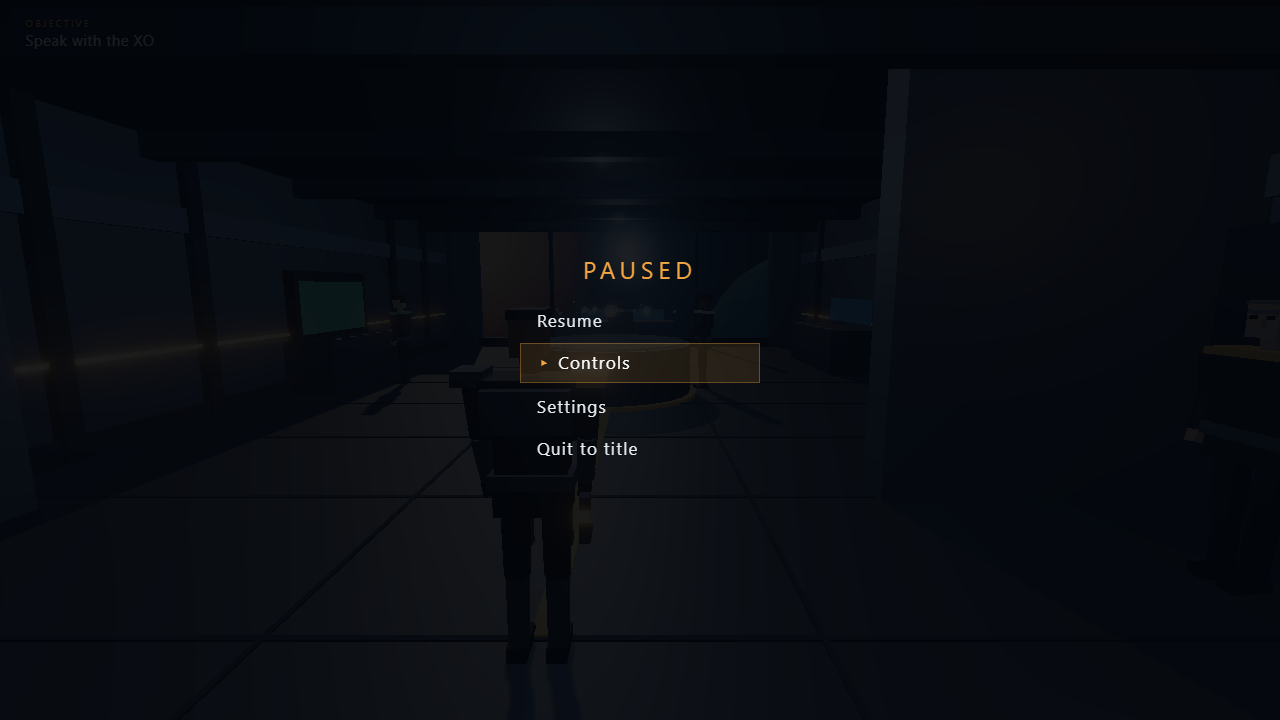 OBJECTIVE
Speak with the XO
PAUSED
Resume
Controls
Settings
Quit to title